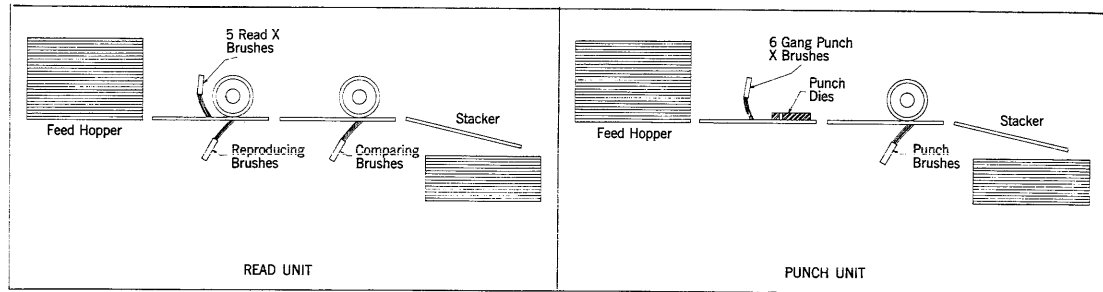 5 Read X
Brushes
Feed Hopper
Reproducing
Brushes
Comparing
Brushes
Stacker
READ UNIT
6 Gang Punch
X Brushes
Punch
Dies
Feed Hopper
Punch
Brushes
Stacker
PUNCH UNIT